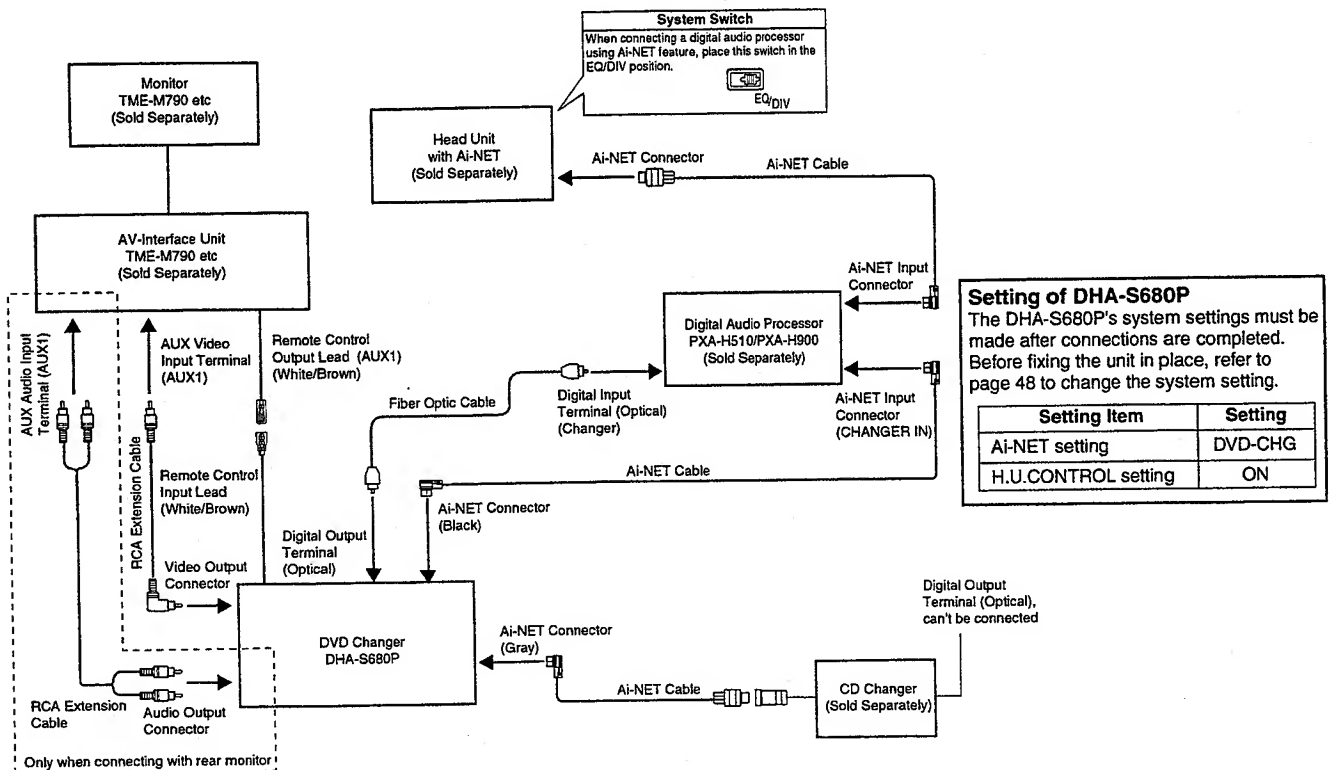 System Switch
When connecting a digital audio processor
using Ai-NET feature, place this switch in the
EQ/DIV position.
EQ/DIV
Monitor
TME-M790 etc
(Sold Separately)
Head Unit
with Ai-NET
(Sold Separately)
Ai-NET Connector
Ai-NET Cable
AV-Interface Unit
TME-M790 etc
(Sold Separately)
Ai-NET Input
Connector
Digital Audio Processor
PXA-H510/PXA-H900
(Sold Separately)
Setting of DHA-S680P
The DHA-S680P's system settings must be
made after connections are completed.
Before fixing the unit in place, refer to
page 48 to change the system setting.
Setting Item Setting
Ai-NET setting DVD-CHG
H.U.CONTROL setting ON
AUX Audio Input
Terminal (AUX1)
AUX Video
Input Terminal
(AUX1)
Remote Control
Output Lead (AUX1)
(White/Brown)
Fiber Optic Cable
Digital Input
Terminal (Optical)
(Changer)
Ai-NET Input
Connector
(CHANGER IN)
RCA Extension Cable
Remote Control
Input Lead
(White/Brown)
Ai-NET Cable
Ai-NET Connector
(Black)
Digital Output
Terminal
(Optical)
Video Output
Connector
DVD Changer
DHA-S680P
Ai-NET Connector
(Gray)
Digital Output
Terminal (Optical),
can't be connected
Ai-NET Cable
CD Changer
(Sold Separately)
RCA Extension
Cable
Audio Output
Connector
Only when connecting with rear monitor